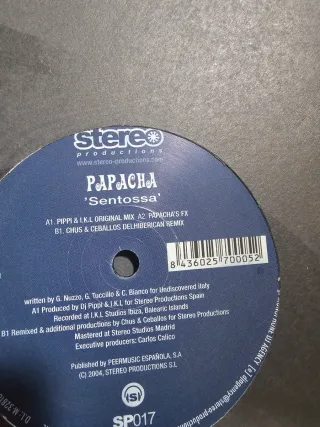 stereo
productions
www.stereo-productions.com
PAPACHA
'Sentossa'
A1. PIPPI & I.K.L ORIGINAL MIX A2. PAPACHA'S FX
B1. CHUS & CEBALLOS DELHIBERICAN REMIX
8 436025 700052
written by G. Nuzzo, G. Tuccillo & C. Bianco for Undiscovered Italy
A1 Produced by Dj Pippi & I.K.L for Stereo Productions Spain
Recorded at I.K.L Studios Ibiza, Balearic Islands
B1 Remixed & additional productions by Chus & Ceballos for Stereo Productions
Mastered at Stereo Studios Madrid
Executive producers: Carlos Calico
Published by PEERMUSIC ESPAÑOLA, S.A
(C) 2004, STEREO PRODUCTIONS S.L
(S)
SP017